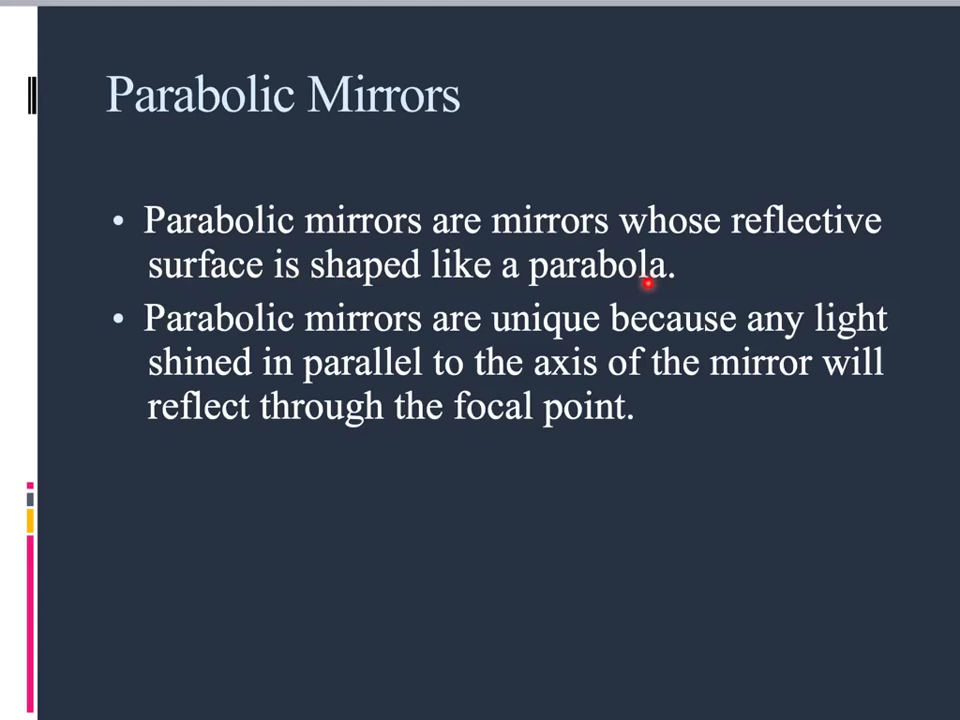 Parabolic Mirrors
• Parabolic mirrors are mirrors whose reflective
surface is shaped like a parabola.
• Parabolic mirrors are unique because any light
shined in parallel to the axis of the mirror will
reflect through the focal point.